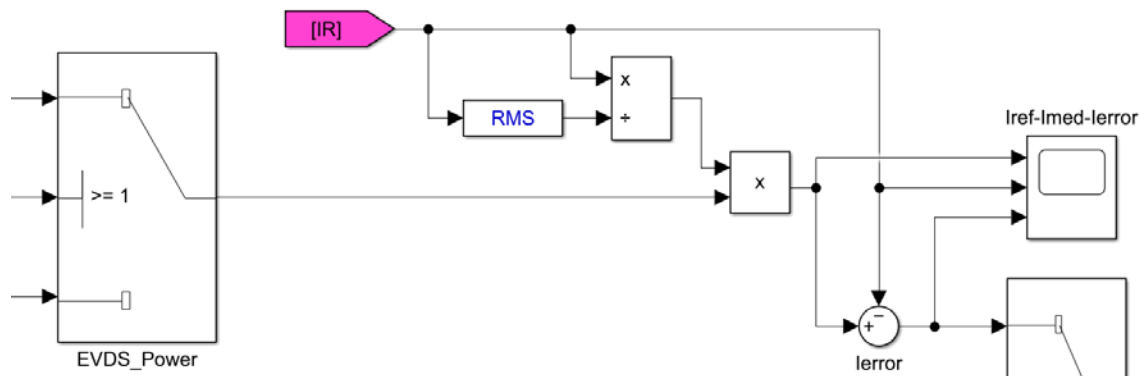 [IR]
x
÷
RMS
Iref-Imed-Ierror
x
>= 1
−
+
EVDS_Power
Ierror